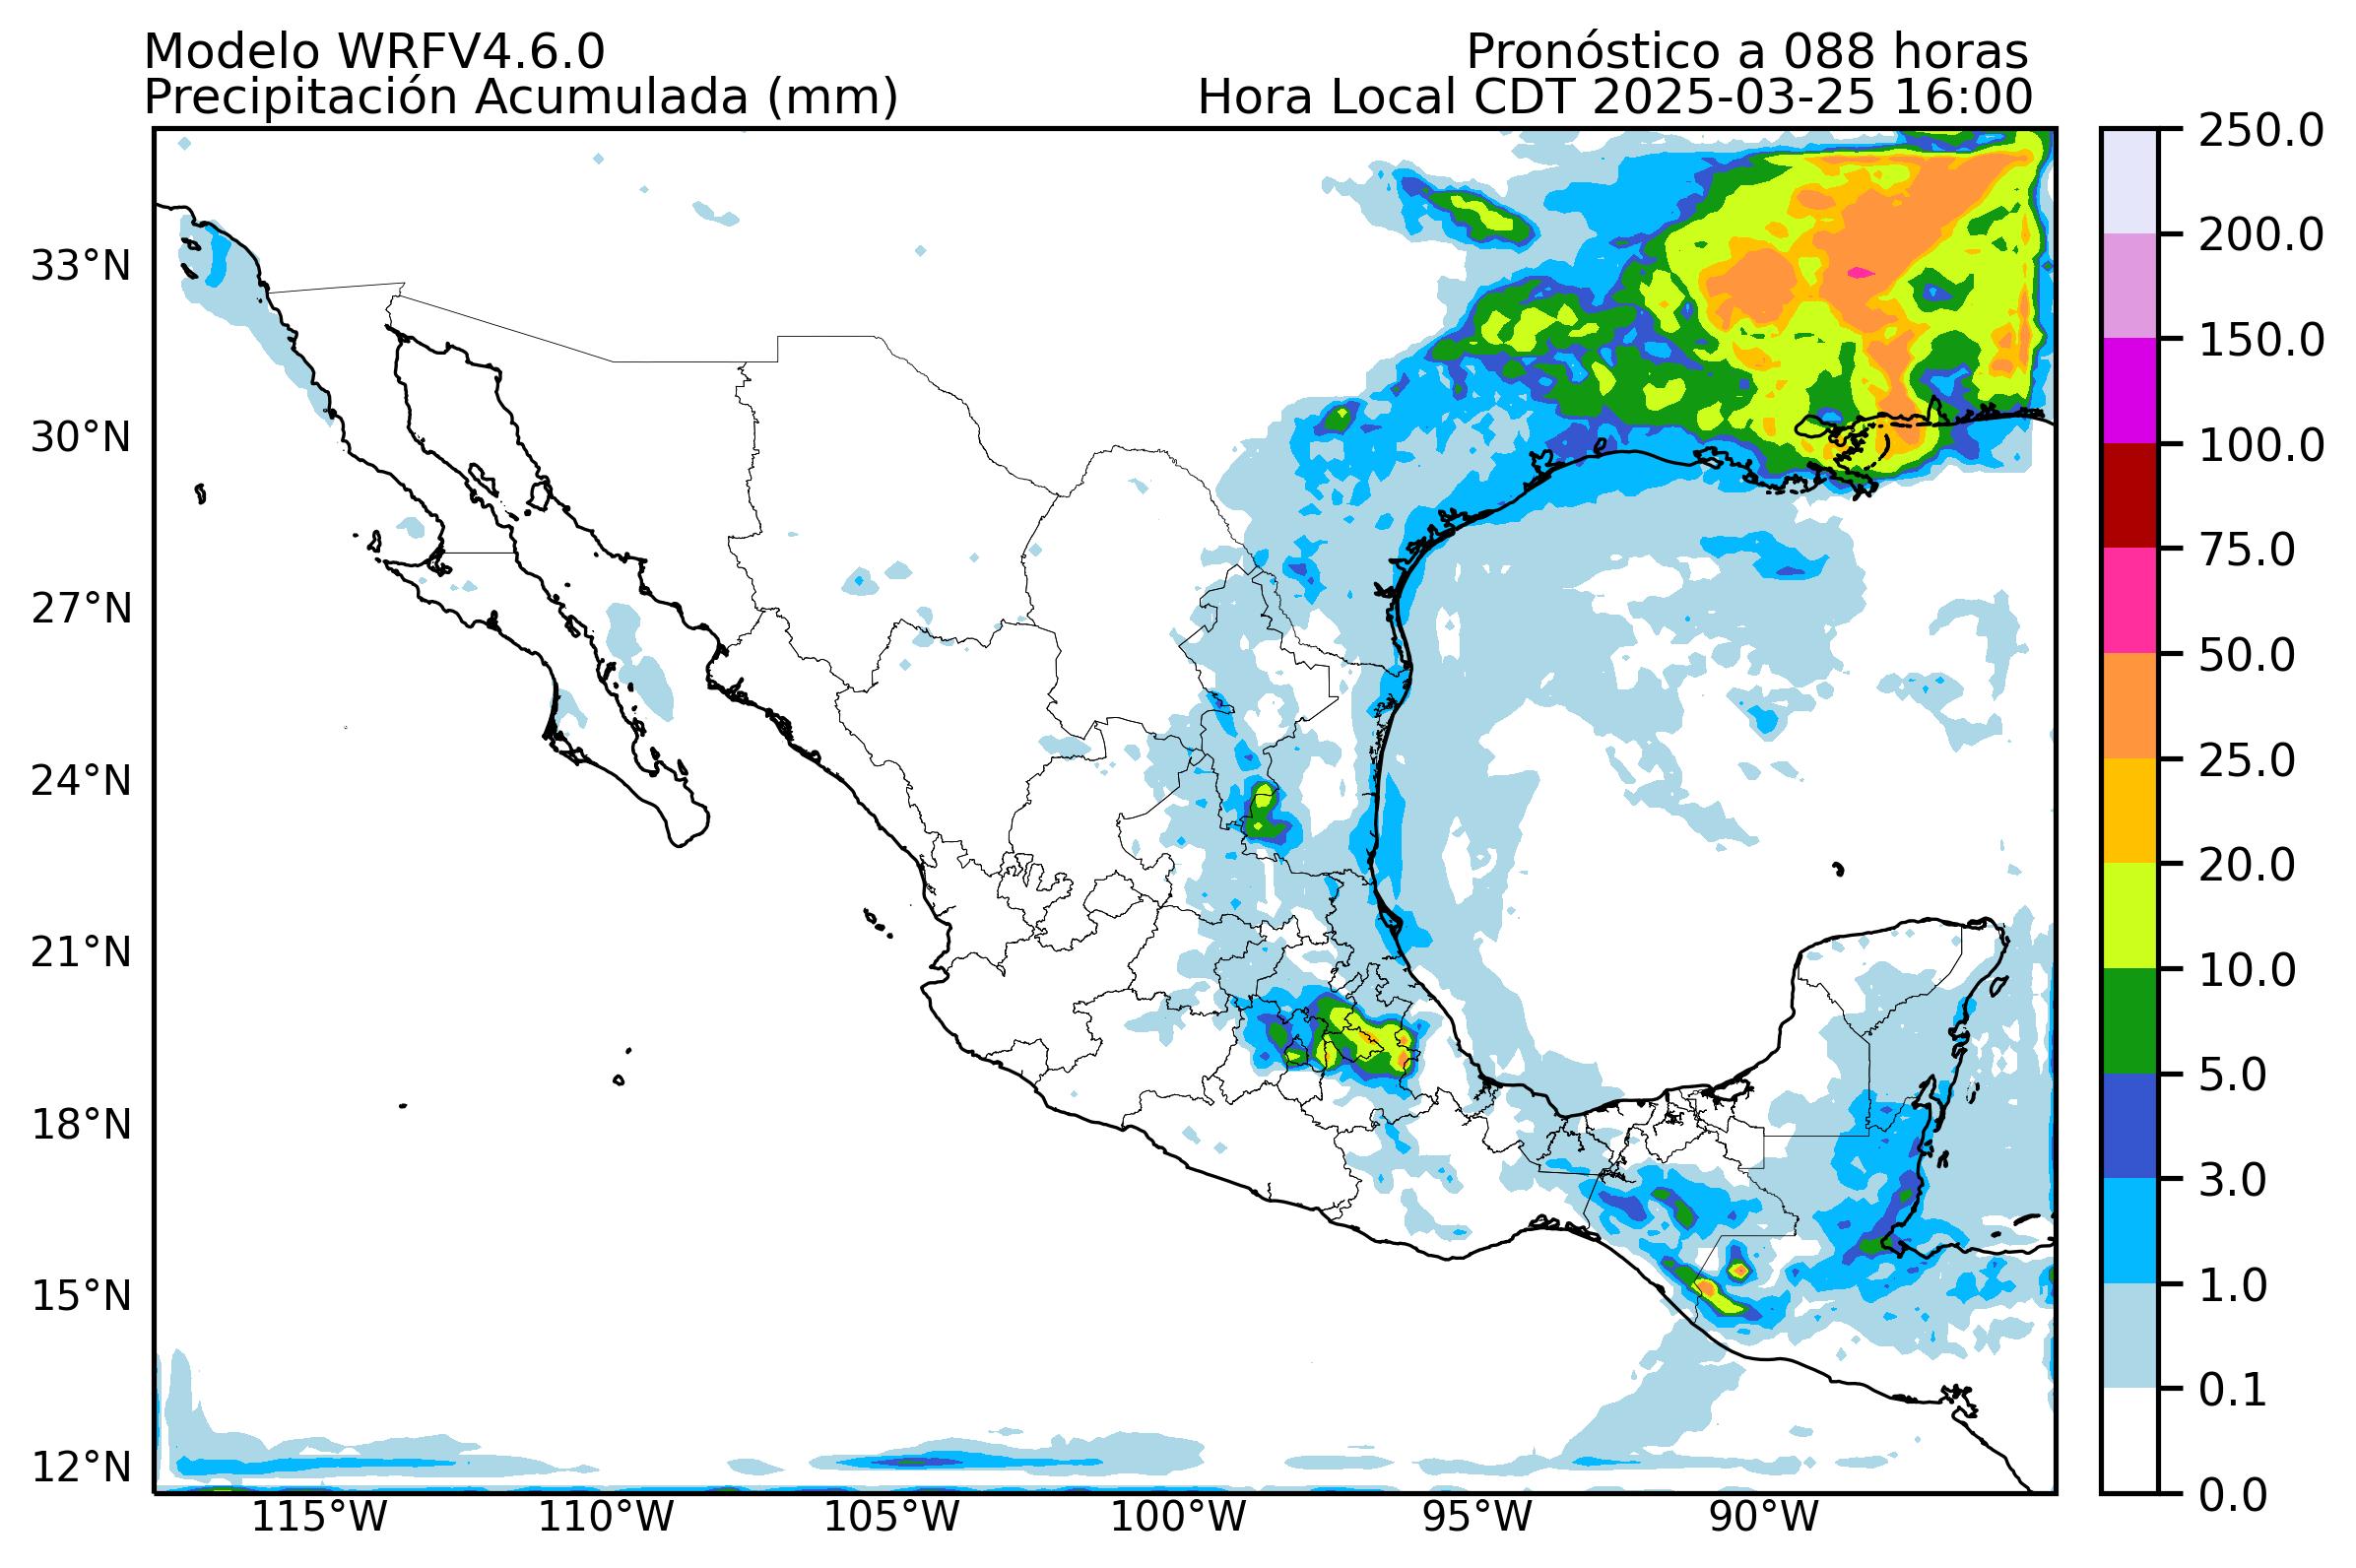 Modelo WRFV4.6.0
Pronóstico a 088 horas
Precipitación Acumulada (mm)
Hora Local CDT 2025-03-25 16:00
33°N
30°N
27°N
24°N
21°N
18°N
15°N
12°N
115°W
110°W
105°W
100°W
95°W
90°W
250.0
200.0
150.0
100.0
75.0
50.0
25.0
20.0
10.0
5.0
3.0
1.0
0.1
0.0